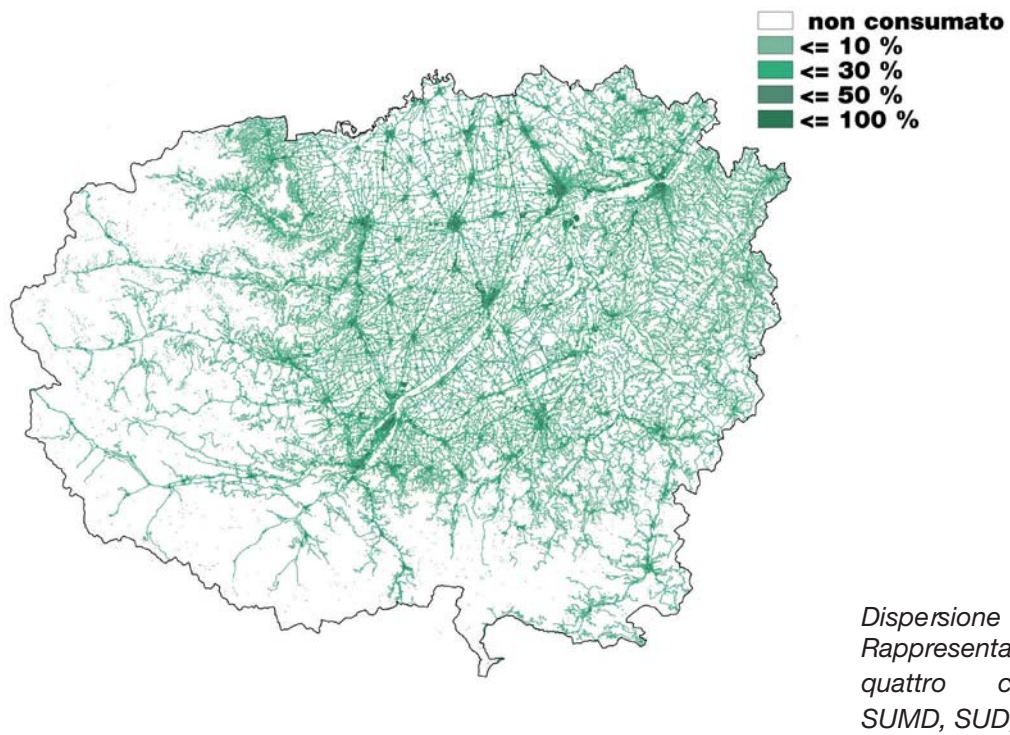 non consumato
<= 10 %
<= 30 %
<= 50 %
<= 100 %
Dispersione
Rappresenta
quattro c
SUMD, SUD,